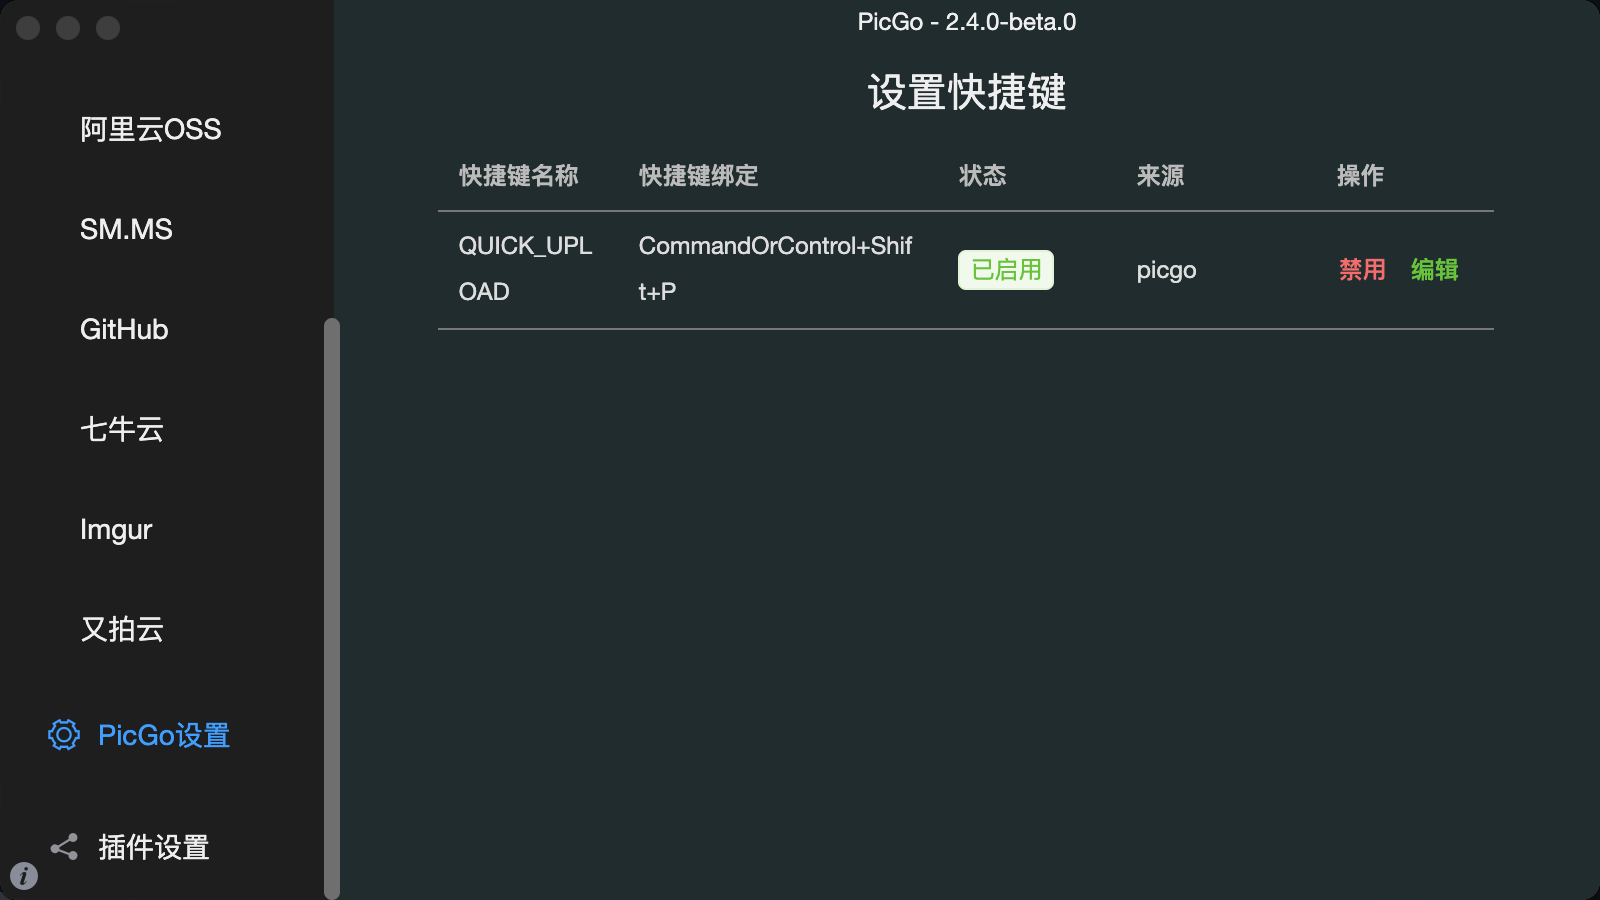 PicGo - 2.4.0-beta.0
设置快捷键
阿里云OSS
SM.MS
GitHub
七牛云
Imgur
又拍云
PicGo设置
插件设置
i
快捷键名称 快捷键绑定 状态 来源 操作
QUICK_UPL
OAD
CommandOrControl+Shif
t+P
已启用
picgo
禁用 编辑